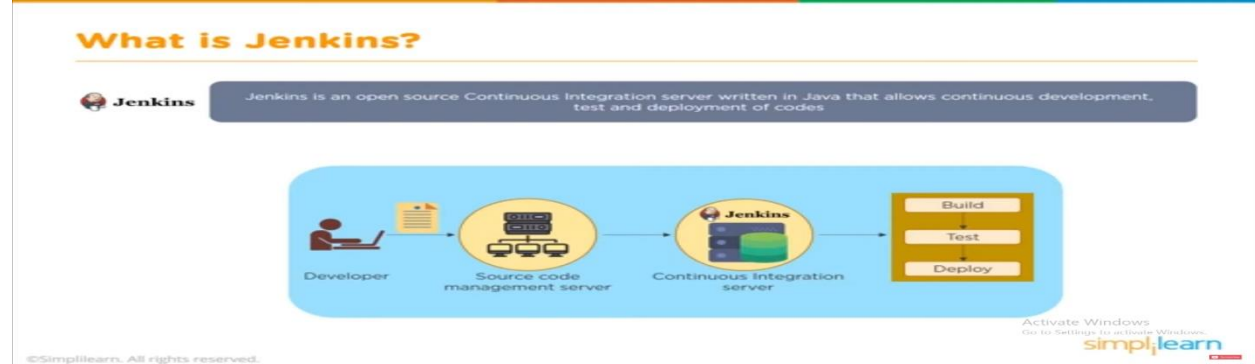 What is Jenkins?
Jenkins
Jenkins is an open source Continuous Integration server written in Java that allows continuous development,
test and deployment of codes
Jenkins
Build
Test
Deploy
Developer
Source code
management server
Continuous Integration
server
Activate Windows
Go to Settings to activate Windows.
simplilearn
©Simplilearn. All rights reserved.